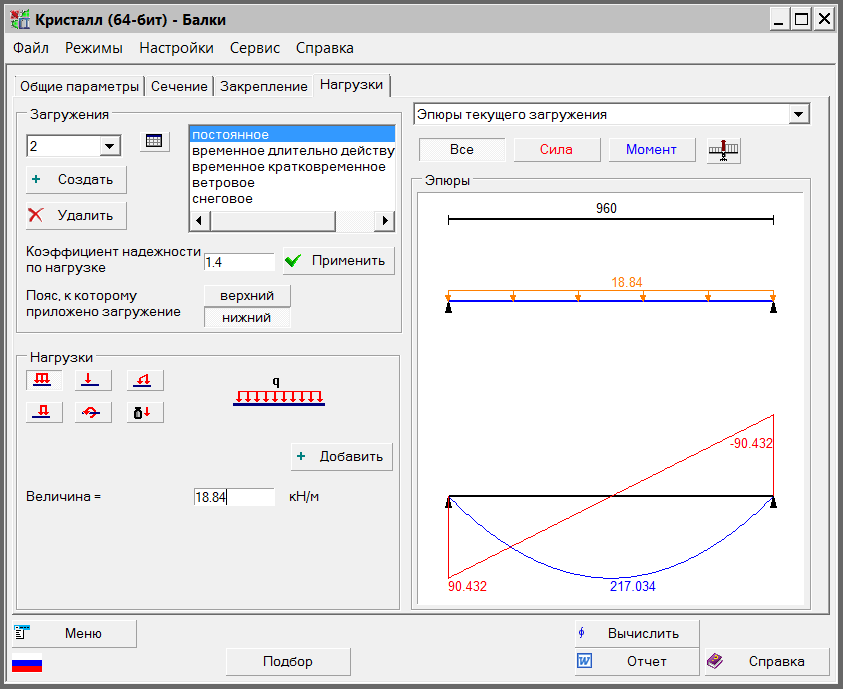 Кристалл (64-бит) - Балки
Файл Режимы Настройки Сервис Справка
Общие параметры Сечение Закрепление Нагрузки
Загружения
2
постоянное
временное длительно действу
временное кратковременное
ветровое
снеговое
Создать
Удалить
Коэффициент надежности
по нагрузке
1.4
Применить
Пояс, к которому
приложено загружение
верхний
нижний
Нагрузки
q
Добавить
Величина =
18.84
кН/м
Эпюры текущего загружения
Все Сила Момент
Эпюры
960
18.84
-90.432
90.432
217.034
Меню
Вычислить
Подбор
Отчет
Справка